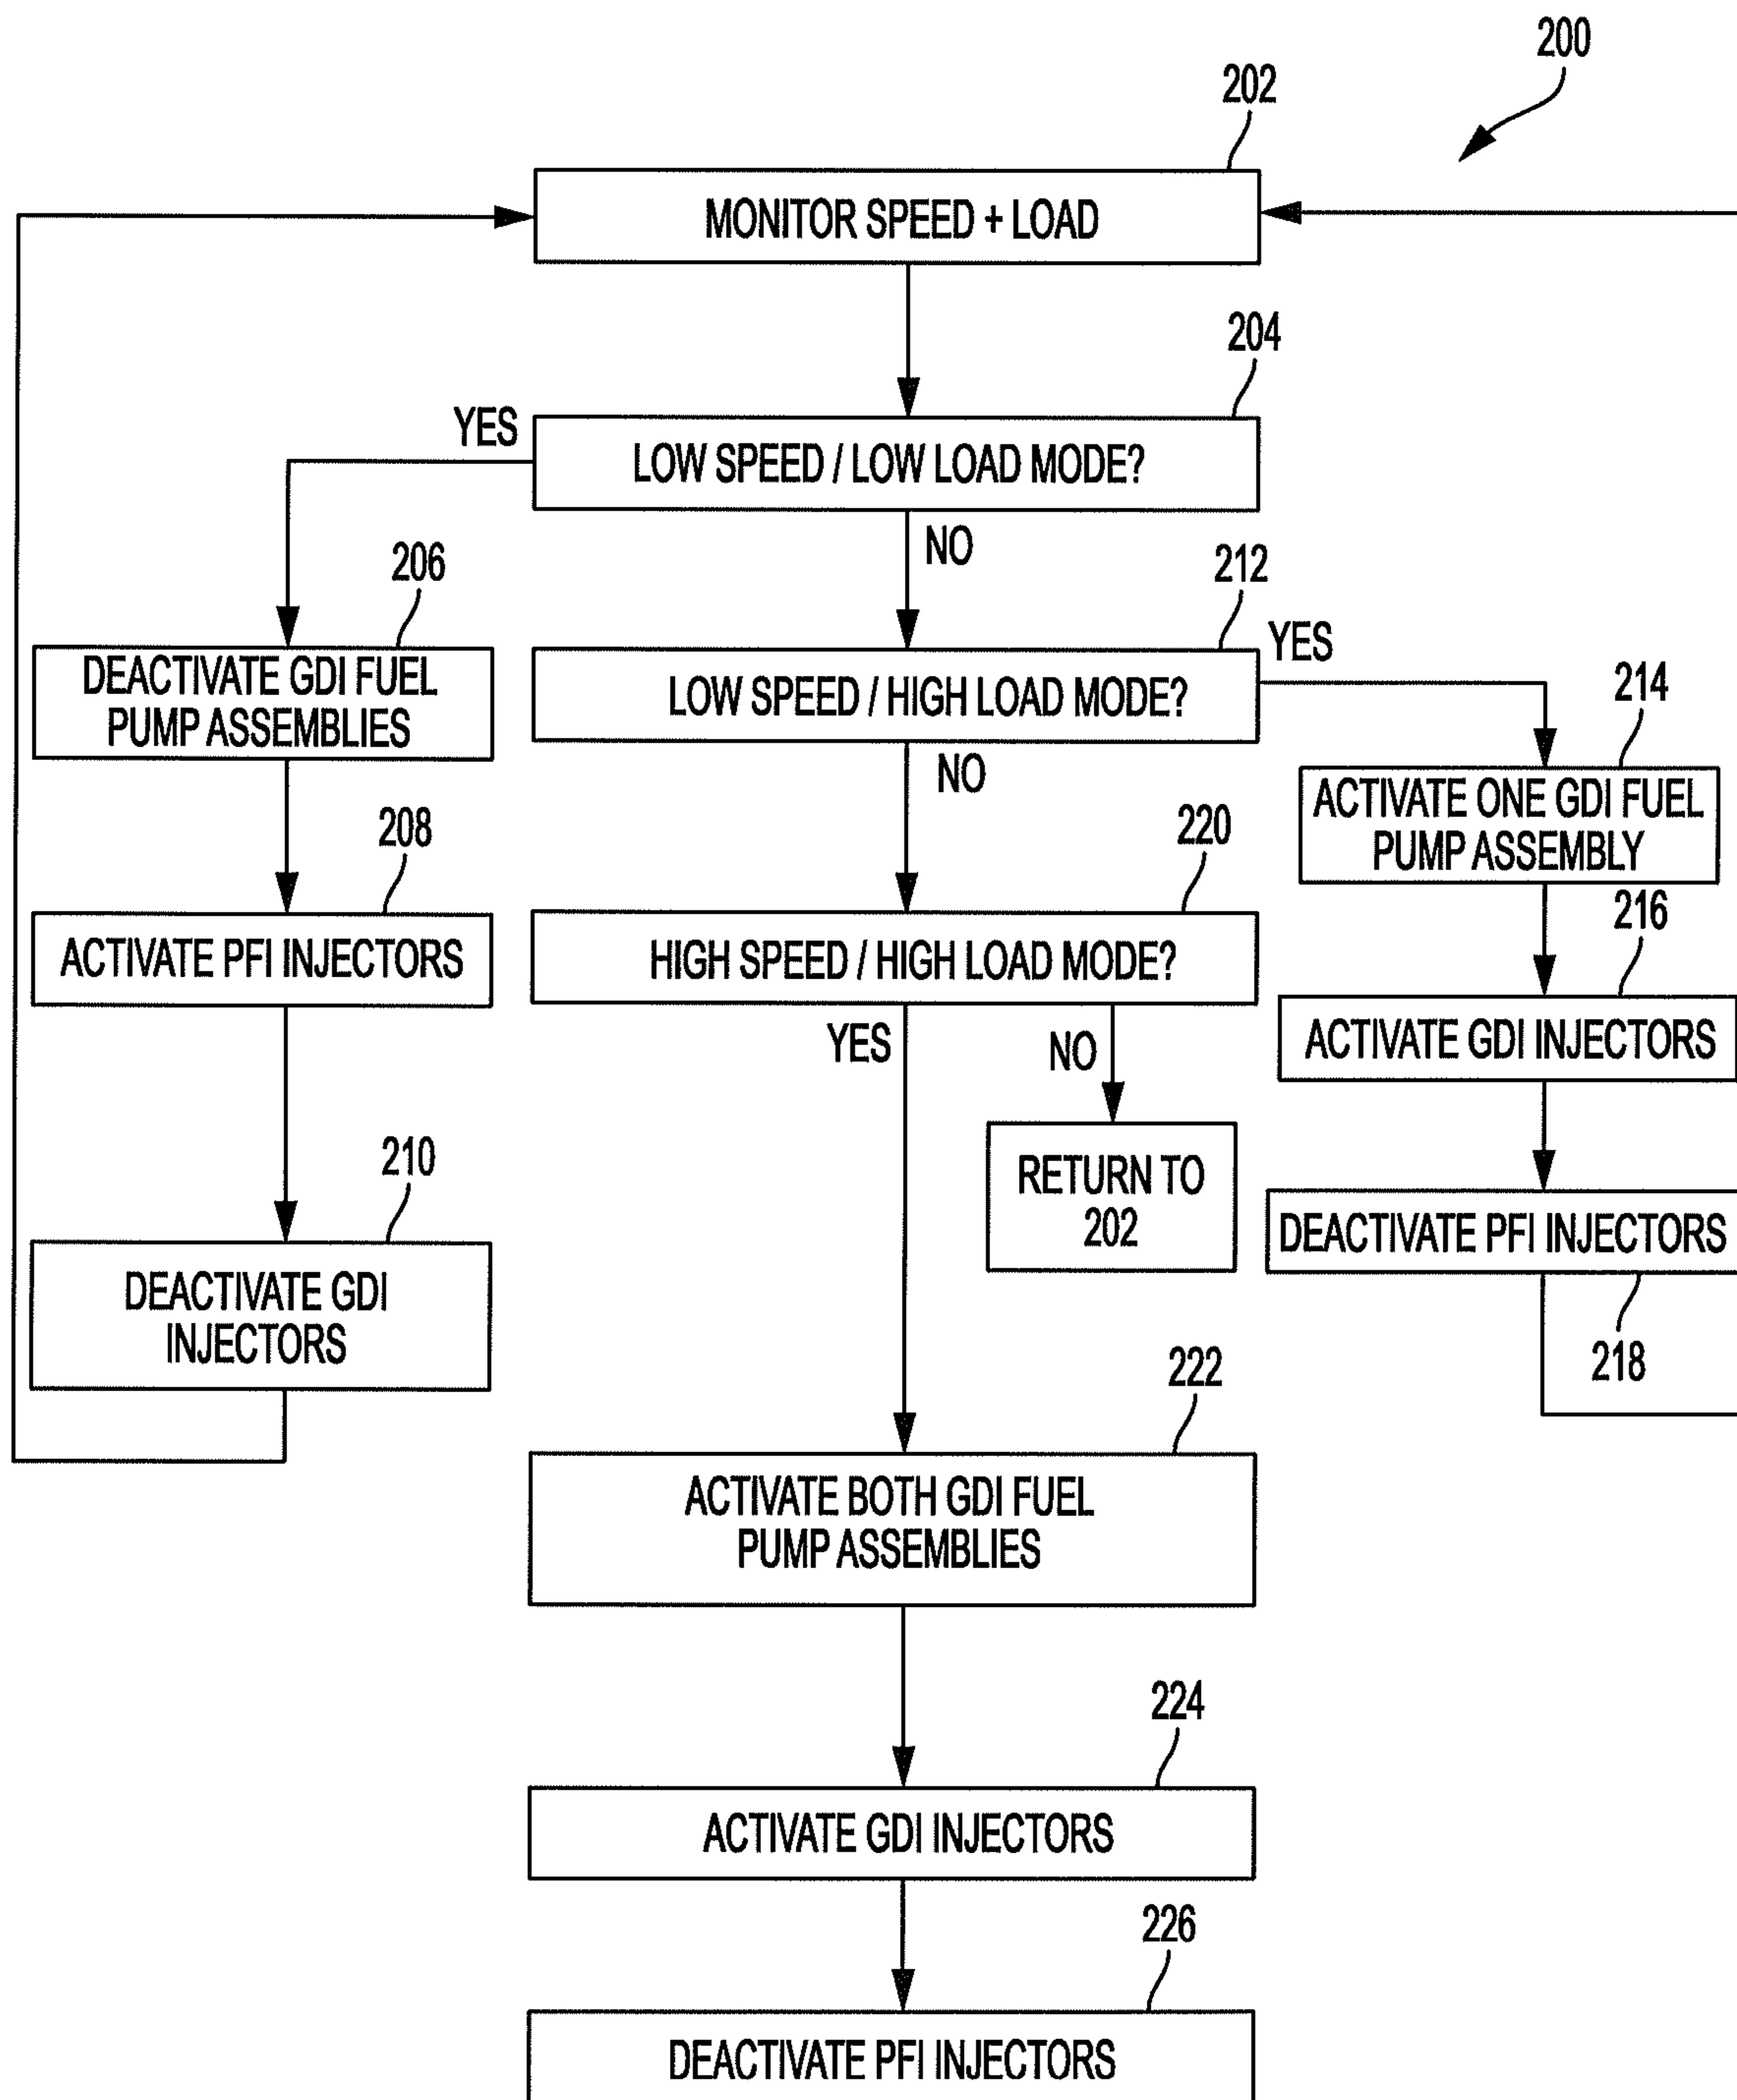 200
202
MONITOR SPEED + LOAD
204
YES
LOW SPEED / LOW LOAD MODE?
NO
206
212
YES
DEACTIVATE GDI FUEL
PUMP ASSEMBLIES
LOW SPEED / HIGH LOAD MODE?
214
NO
ACTIVATE ONE GDI FUEL
PUMP ASSEMBLY
208
220
216
ACTIVATE PFI INJECTORS
HIGH SPEED / HIGH LOAD MODE?
YES
NO
ACTIVATE GDI INJECTORS
210
RETURN TO
202
DEACTIVATE PFI INJECTORS
DEACTIVATE GDI
INJECTORS
218
222
ACTIVATE BOTH GDI FUEL
PUMP ASSEMBLIES
224
ACTIVATE GDI INJECTORS
226
DEACTIVATE PFI INJECTORS